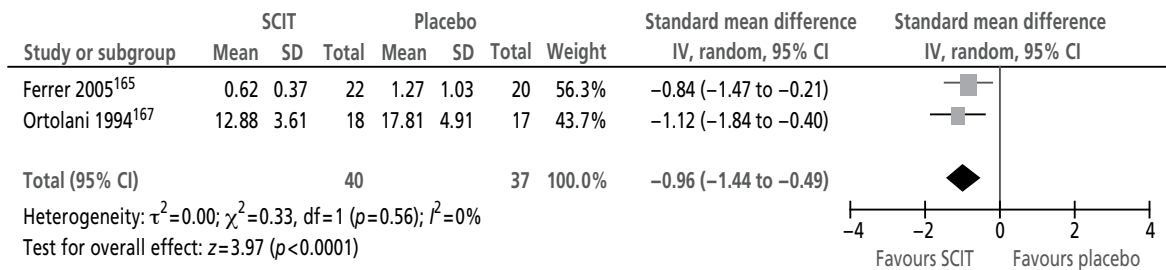 SCIT Placebo Standard mean difference Standard mean difference
Study or subgroup Mean SD Total Mean SD Total Weight IV, random, 95% CI IV, random, 95% CI
Ferrer 2005¹⁶⁵ 0.62 0.37 22 1.27 1.03 20 56.3% −0.84 (−1.47 to −0.21)
Ortolani 1994¹⁶⁷ 12.88 3.61 18 17.81 4.91 17 43.7% −1.12 (−1.84 to −0.40)
Total (95% CI) 40 37 100.0% −0.96 (−1.44 to −0.49)
Heterogeneity: τ²=0.00; χ²=0.33, df=1 (p=0.56); I²=0%
Test for overall effect: z=3.97 (p<0.0001)
−4 −2 0 2 4
Favours SCIT Favours placebo